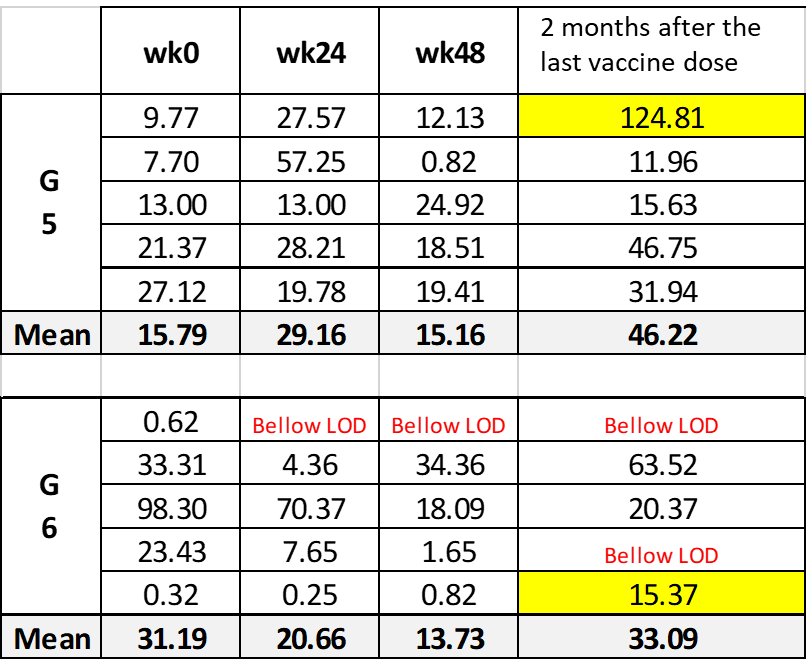 wk0 wk24 wk48 2 months after the
last vaccine dose
G
5
9.77 27.57 12.13 124.81
7.70 57.25 0.82 11.96
13.00 13.00 24.92 15.63
21.37 28.21 18.51 46.75
27.12 19.78 19.41 31.94
Mean 15.79 29.16 15.16 46.22
G
6
0.62 Bellow LOD Bellow LOD Bellow LOD
33.31 4.36 34.36 63.52
98.30 70.37 18.09 20.37
23.43 7.65 1.65 Bellow LOD
0.32 0.25 0.82 15.37
Mean 31.19 20.66 13.73 33.09